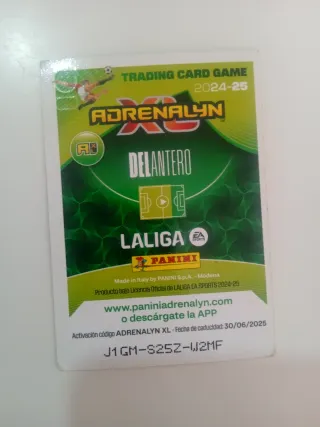 TRADING CARD GAME
2024-25
ADRENALYN
XL
DELANTERO
LALIGA EA SPORTS
PANINI
Made in Italy by PANINI S.p.A. - Modena
Producto bajo Licencia Oficial de LALIGA EA SPORTS 2024-25
www.paniniadrenalyn.com
o descárgate la APP
Activación código ADRENALYN XL - Fecha de caducidad: 30/06/2025
J1GM-S25Z-W2MF